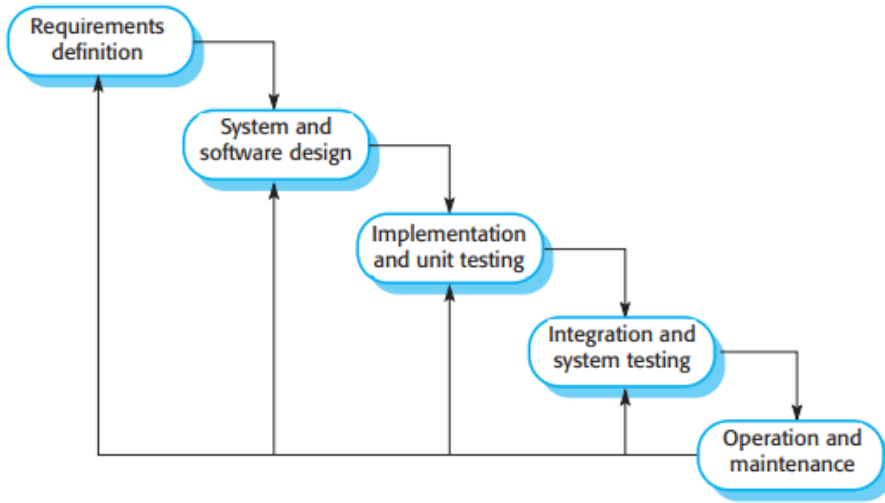 Requirements
definition
System and
software design
Implementation
and unit testing
Integration and
system testing
Operation and
maintenance